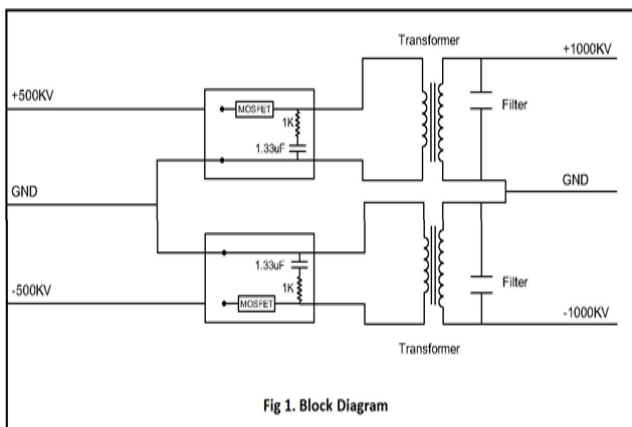 Transformer
+1000KV
+500KV
MOSFET
1K
Filter
1.33uF
GND
GND
1.33uF
1K
Filter
-500KV
MOSFET
-1000KV
Transformer
Fig 1. Block Diagram